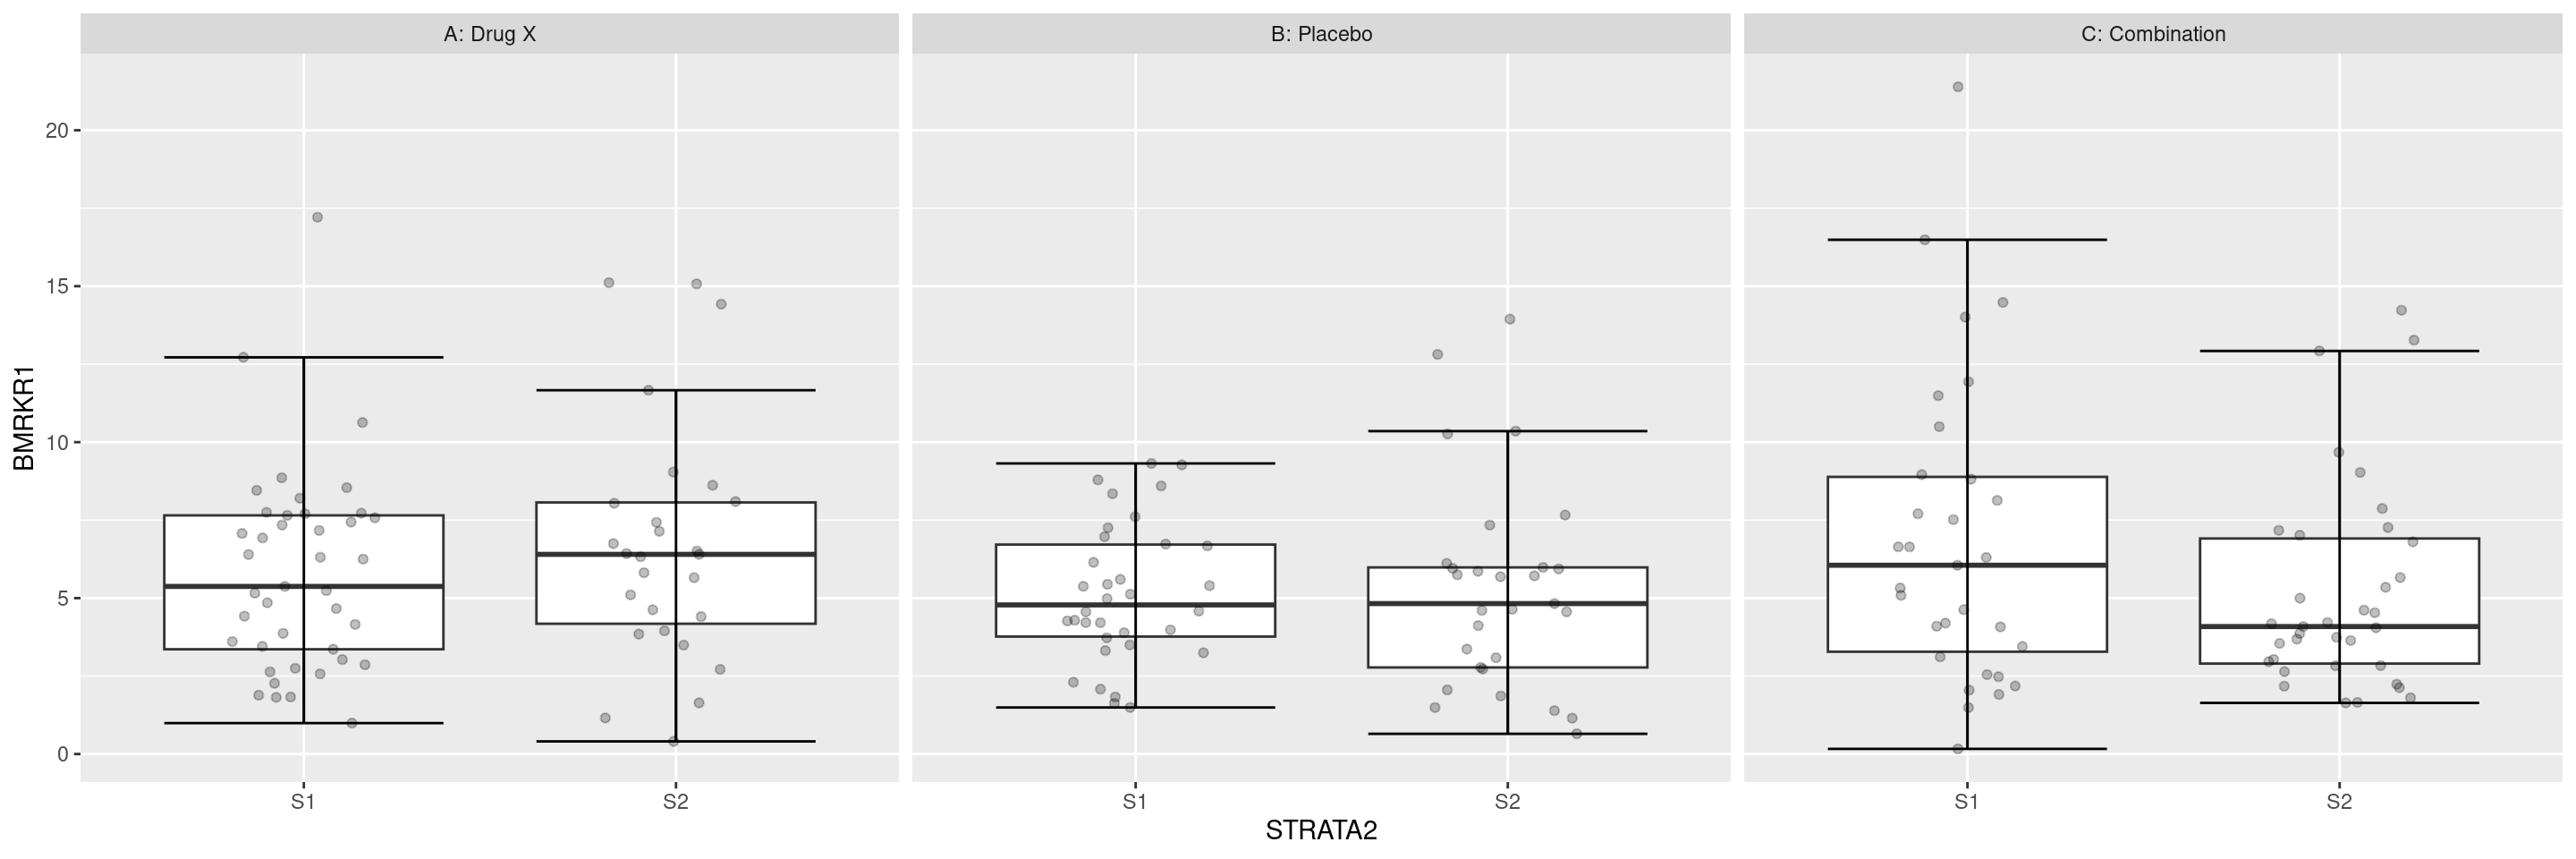 A: Drug X
B: Placebo
C: Combination
BMRKR1
20
15
10
5
0
S1
S2
S1
S2
S1
S2
STRATA2